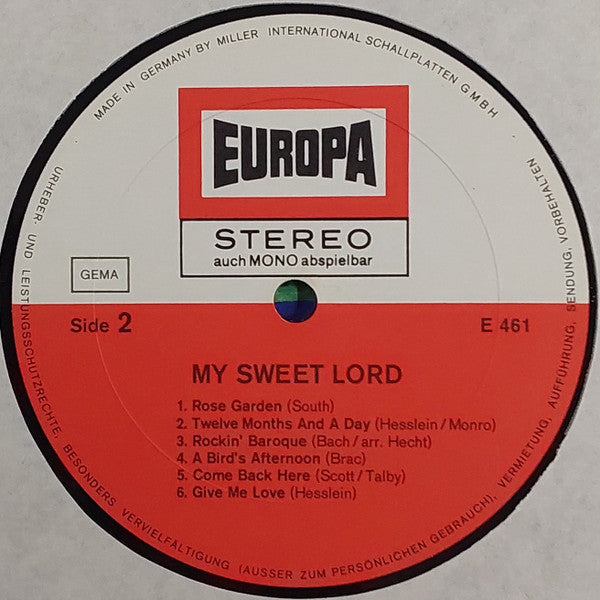 MADE IN GERMANY BY MILLER INTERNATIONAL SCHALLPLATTEN GMBH
EUROPA
STEREO
auch MONO abspielbar
GEMA
Side 2
E 461
MY SWEET LORD
1. Rose Garden (South)
2. Twelve Months And A Day (Hesslein/Monro)
3. Rockin' Baroque (Bach/arr. Hecht)
4. A Bird's Afternoon (Brac)
5. Come Back Here (Scott/Talby)
6. Give Me Love (Hesslein)
URHEBER- UND LEISTUNGSSCHUTZRECHTE, BESONDERS VERVIELFÄLTIGUNG (AUSSER ZUM PERSÖNLICHEN GEBRAUCH), VERMIETUNG, AUFFÜHRUNG, SENDUNG, VORBEHALTEN